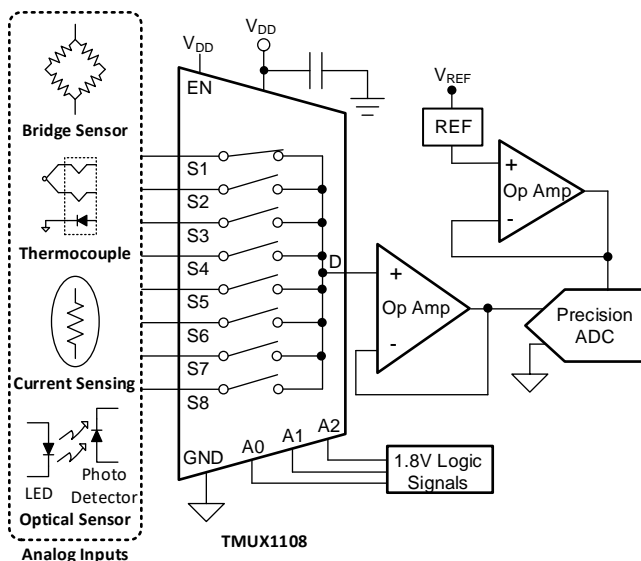 VDD
VDD
EN
VREF
REF
Bridge Sensor
S1
S2
S3
S4
S5
S6
S7
S8
D
Thermocouple
+
Op Amp
-
+
Op Amp
-
Precision
ADC
Current Sensing
GND
A0
A1
A2
1.8V Logic
Signals
LED
Photo
Detector
Optical Sensor
Analog Inputs
TMUX1108